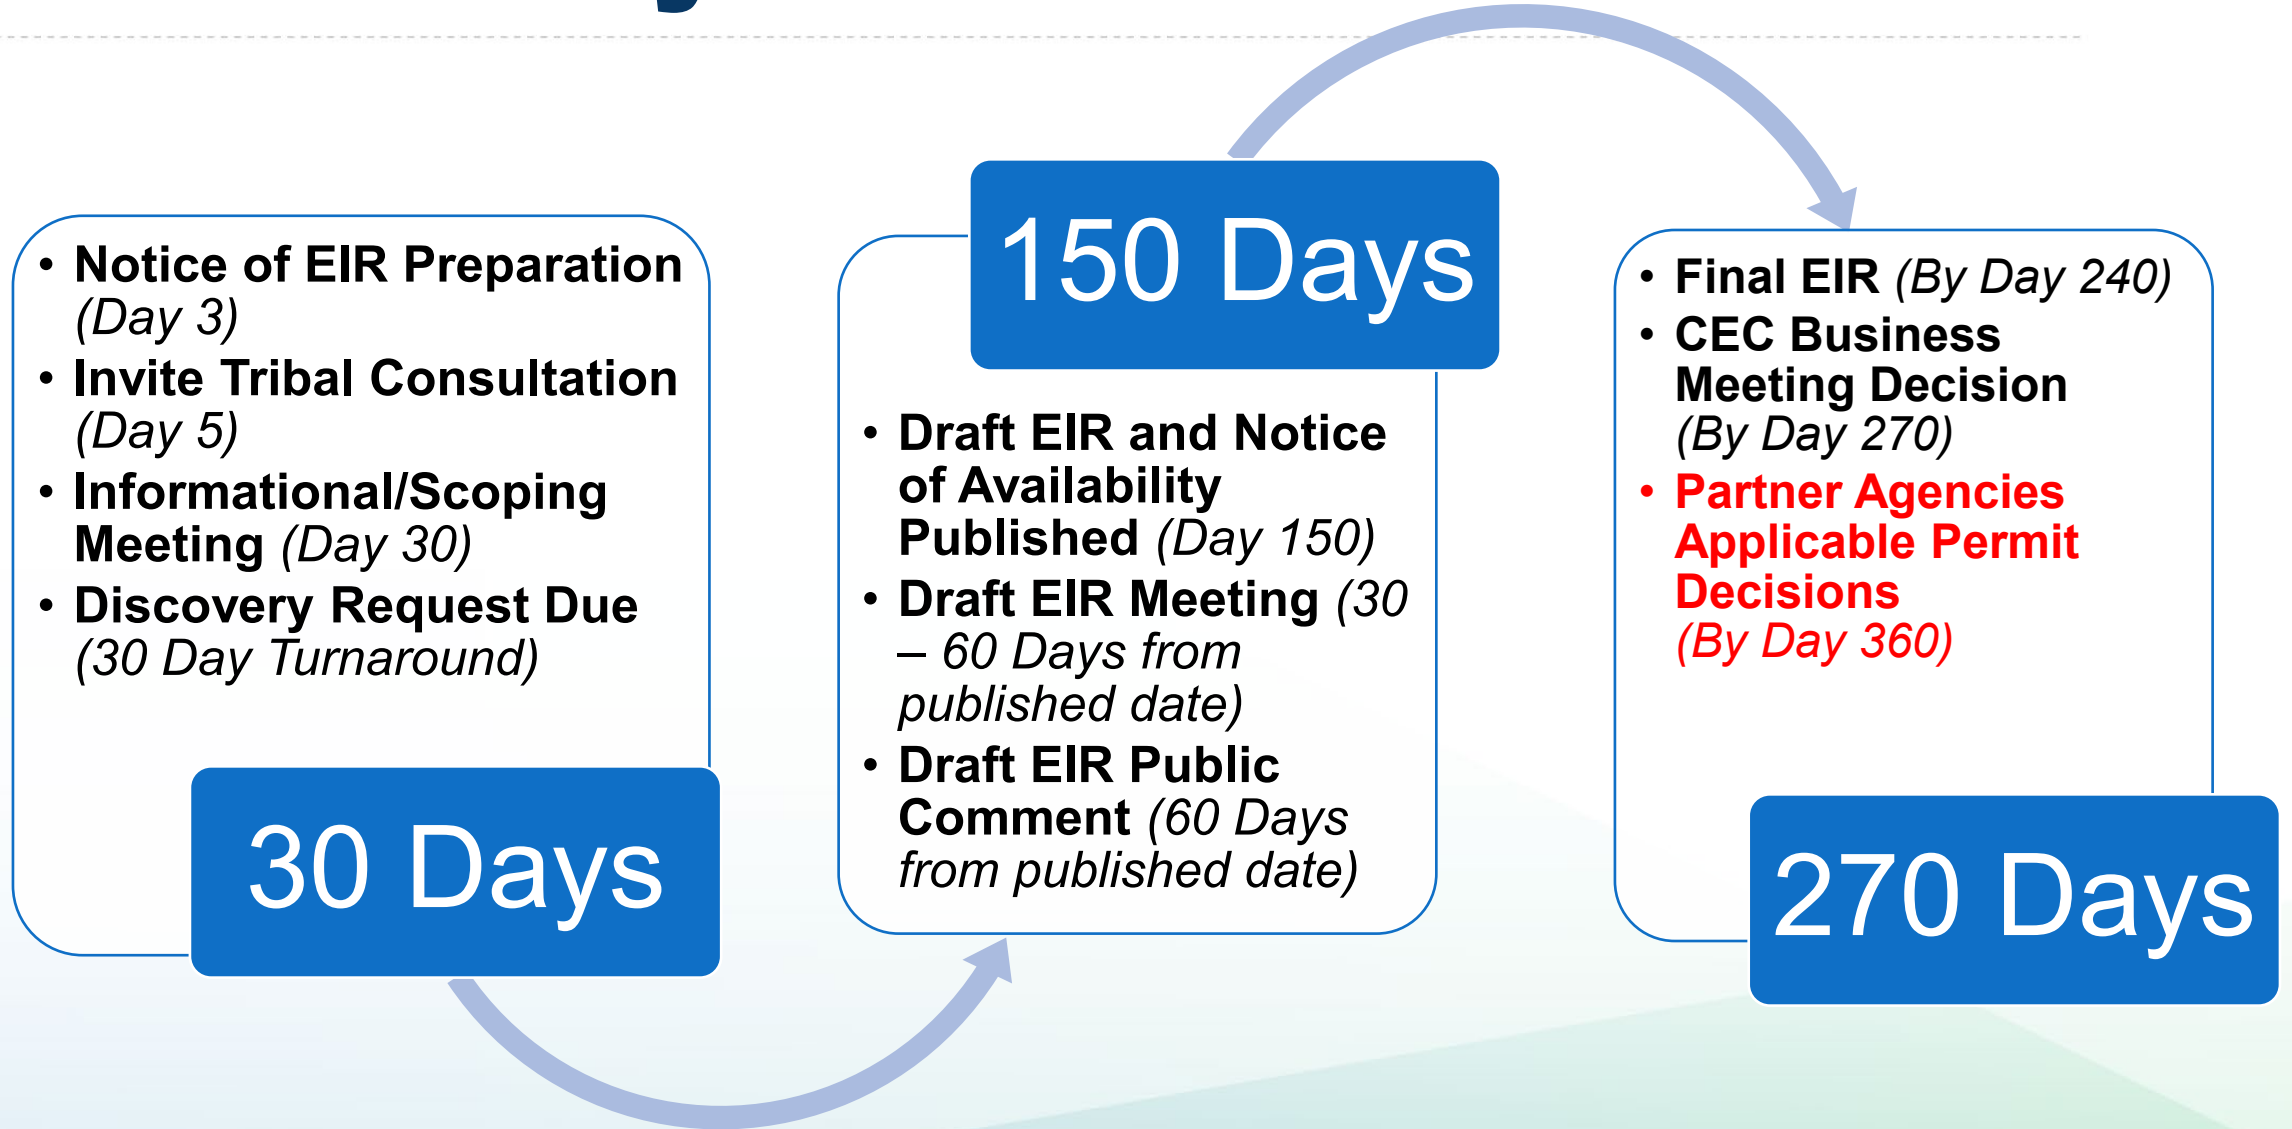 • Notice of EIR Preparation
(Day 3)
• Invite Tribal Consultation
(Day 5)
• Informational/Scoping
Meeting (Day 30)
• Discovery Request Due
(30 Day Turnaround)
30 Days
150 Days
• Draft EIR and Notice
of Availability
Published (Day 150)
• Draft EIR Meeting (30
– 60 Days from
published date)
• Draft EIR Public
Comment (60 Days
from published date)
• Final EIR (By Day 240)
• CEC Business
Meeting Decision
(By Day 270)
• Partner Agencies
Applicable Permit
Decisions
(By Day 360)
270 Days